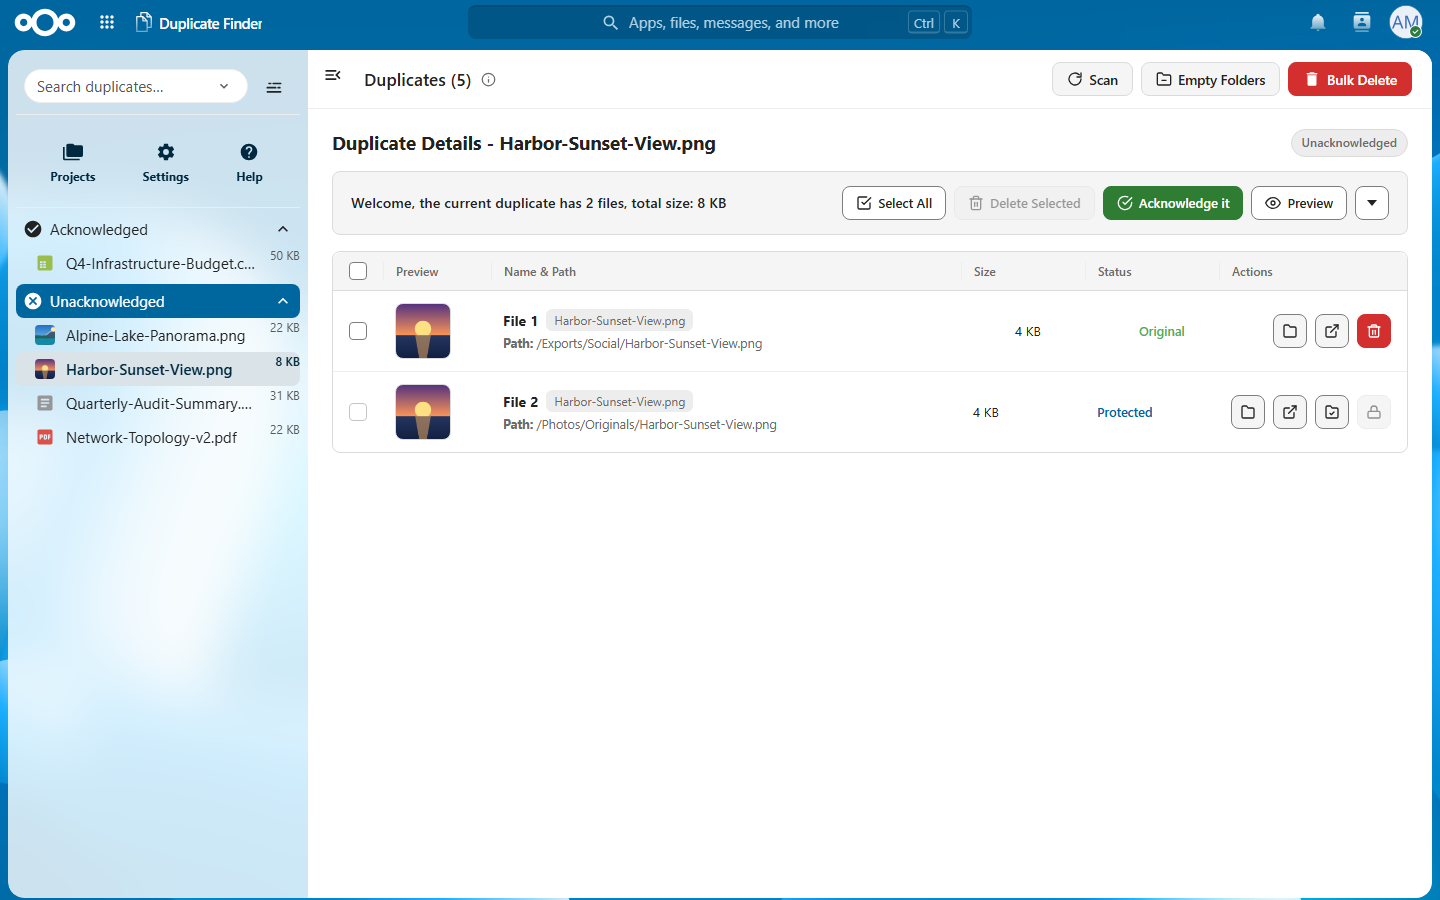 Duplicate Finder
Apps, files, messages, and more
Ctrl K
AM
Search duplicates...
Projects
Settings
Help
Acknowledged
Q4-Infrastructure-Budget.c... 50 KB
Unacknowledged
Alpine-Lake-Panorama.png 22 KB
Harbor-Sunset-View.png 8 KB
Quarterly-Audit-Summary.... 31 KB
PDF Network-Topology-v2.pdf 22 KB
Duplicates (5)
Scan
Empty Folders
Bulk Delete
Duplicate Details - Harbor-Sunset-View.png
Unacknowledged
Welcome, the current duplicate has 2 files, total size: 8 KB
Select All
Delete Selected
Acknowledge it
Preview
Preview Name & Path Size Status Actions
File 1 Harbor-Sunset-View.png
Path: /Exports/Social/Harbor-Sunset-View.png
4 KB
Original
File 2 Harbor-Sunset-View.png
Path: /Photos/Originals/Harbor-Sunset-View.png
4 KB
Protected